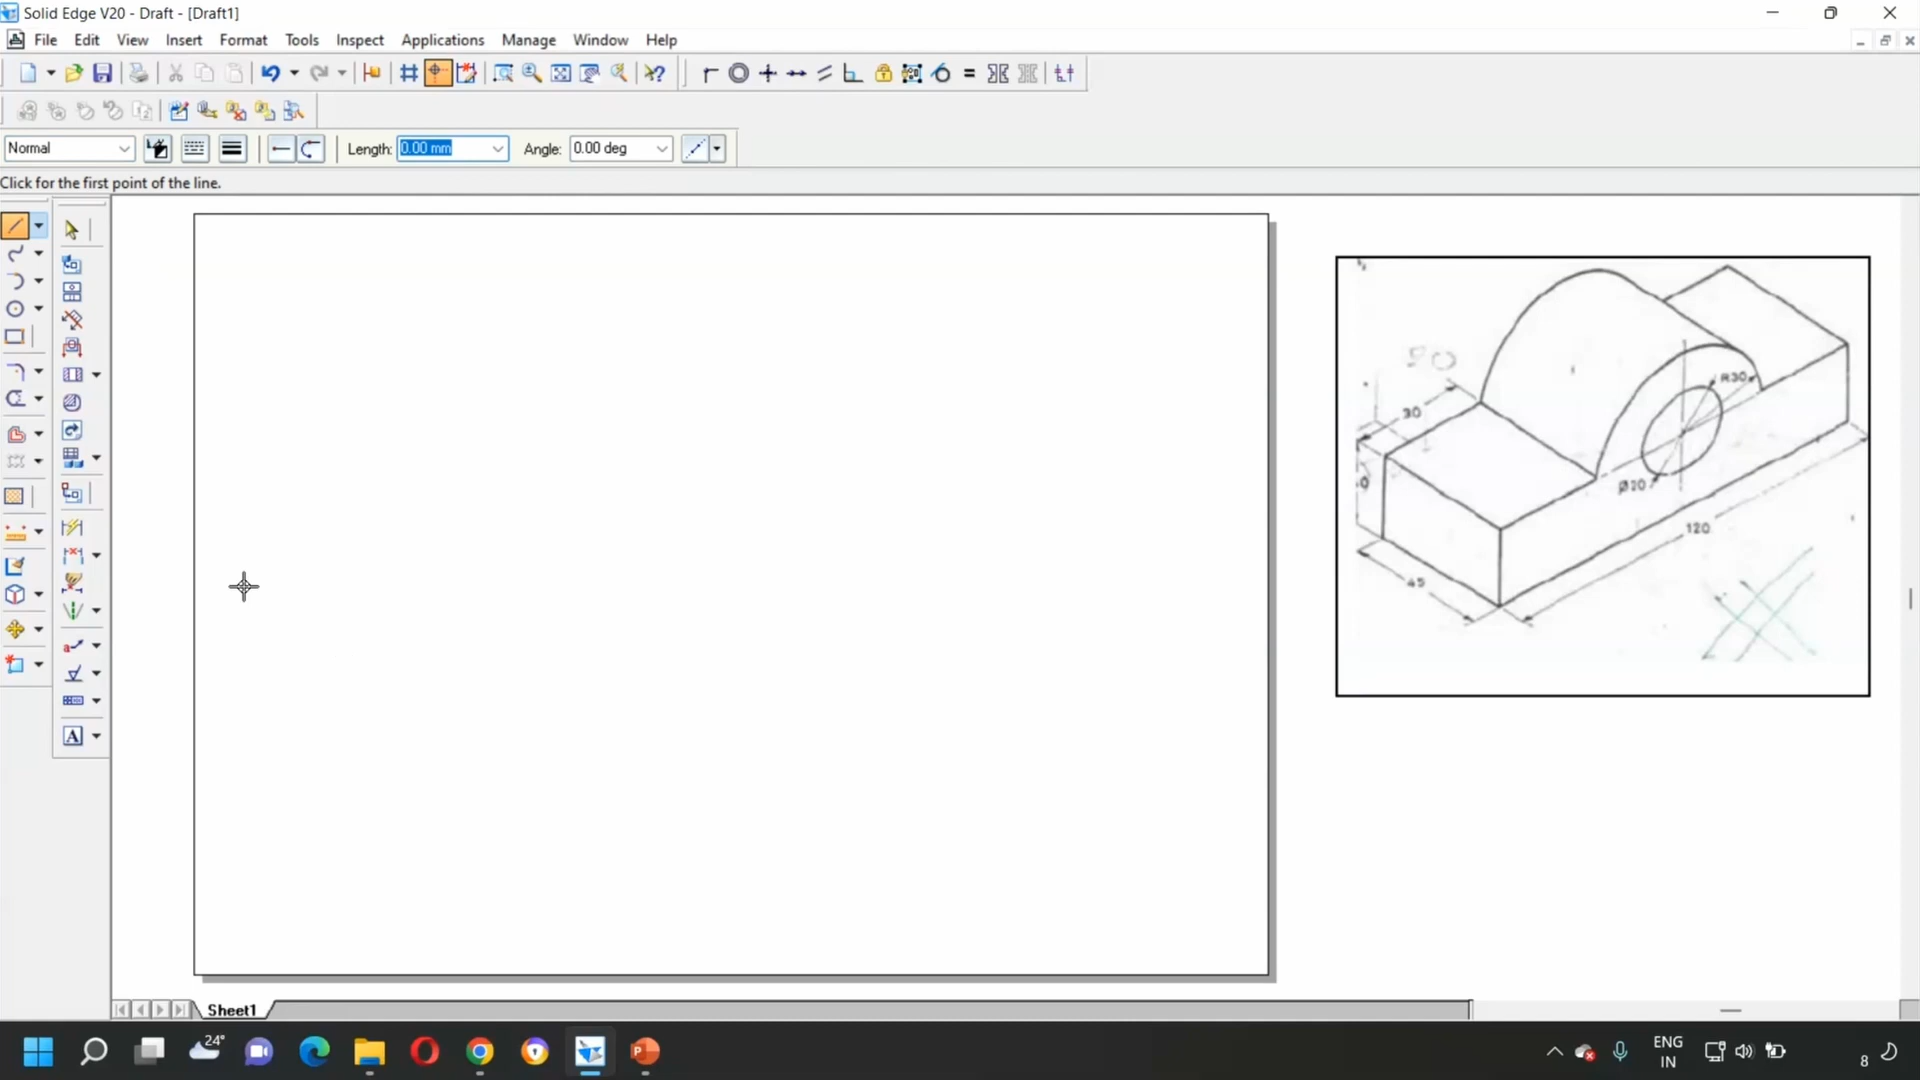 Solid Edge V20 - Draft - [Draft1]
File Edit View Insert Format Tools Inspect Applications Manage Window Help
Normal Length: 0.00 mm Angle: 0.00 deg
Click for the first point of the line.
R30
30
Ø20
120
45
A
Sheet1
24°
ENG
IN
8